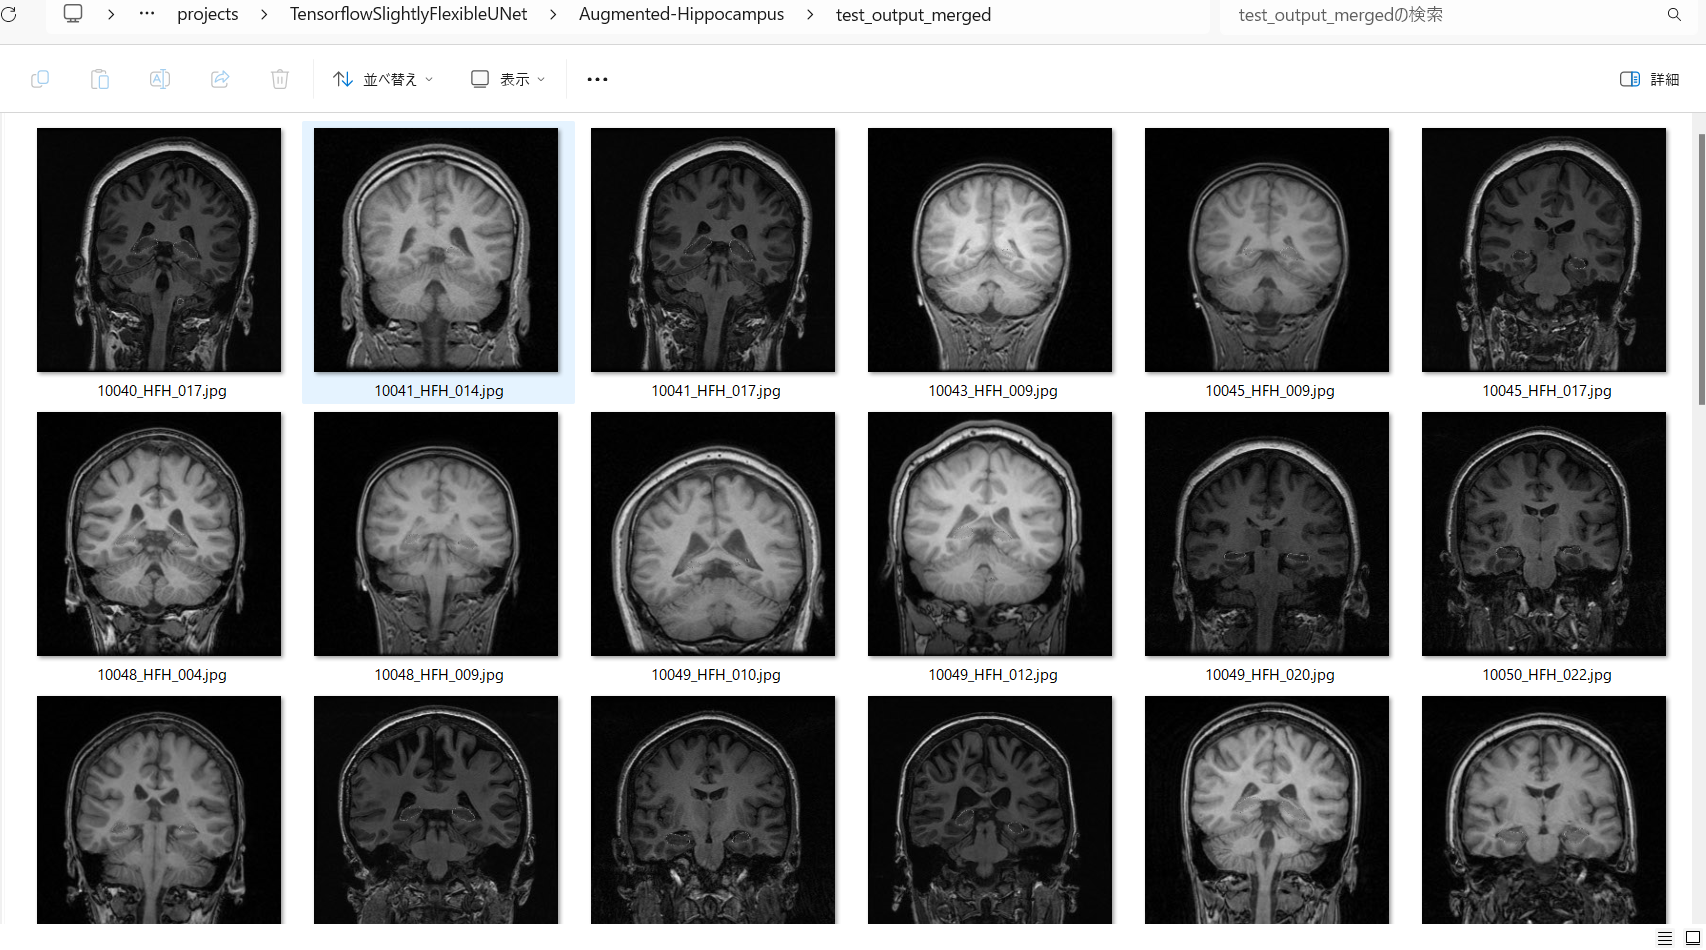 projects > TensorflowSlightlyFlexibleUNet > Augmented-Hippocampus > test_output_merged
test_output_mergedの検索
並べ替え
表示
詳細
10040_HFH_017.jpg
10041_HFH_014.jpg
10041_HFH_017.jpg
10043_HFH_009.jpg
10045_HFH_009.jpg
10045_HFH_017.jpg
10048_HFH_004.jpg
10048_HFH_009.jpg
10049_HFH_010.jpg
10049_HFH_012.jpg
10049_HFH_020.jpg
10050_HFH_022.jpg